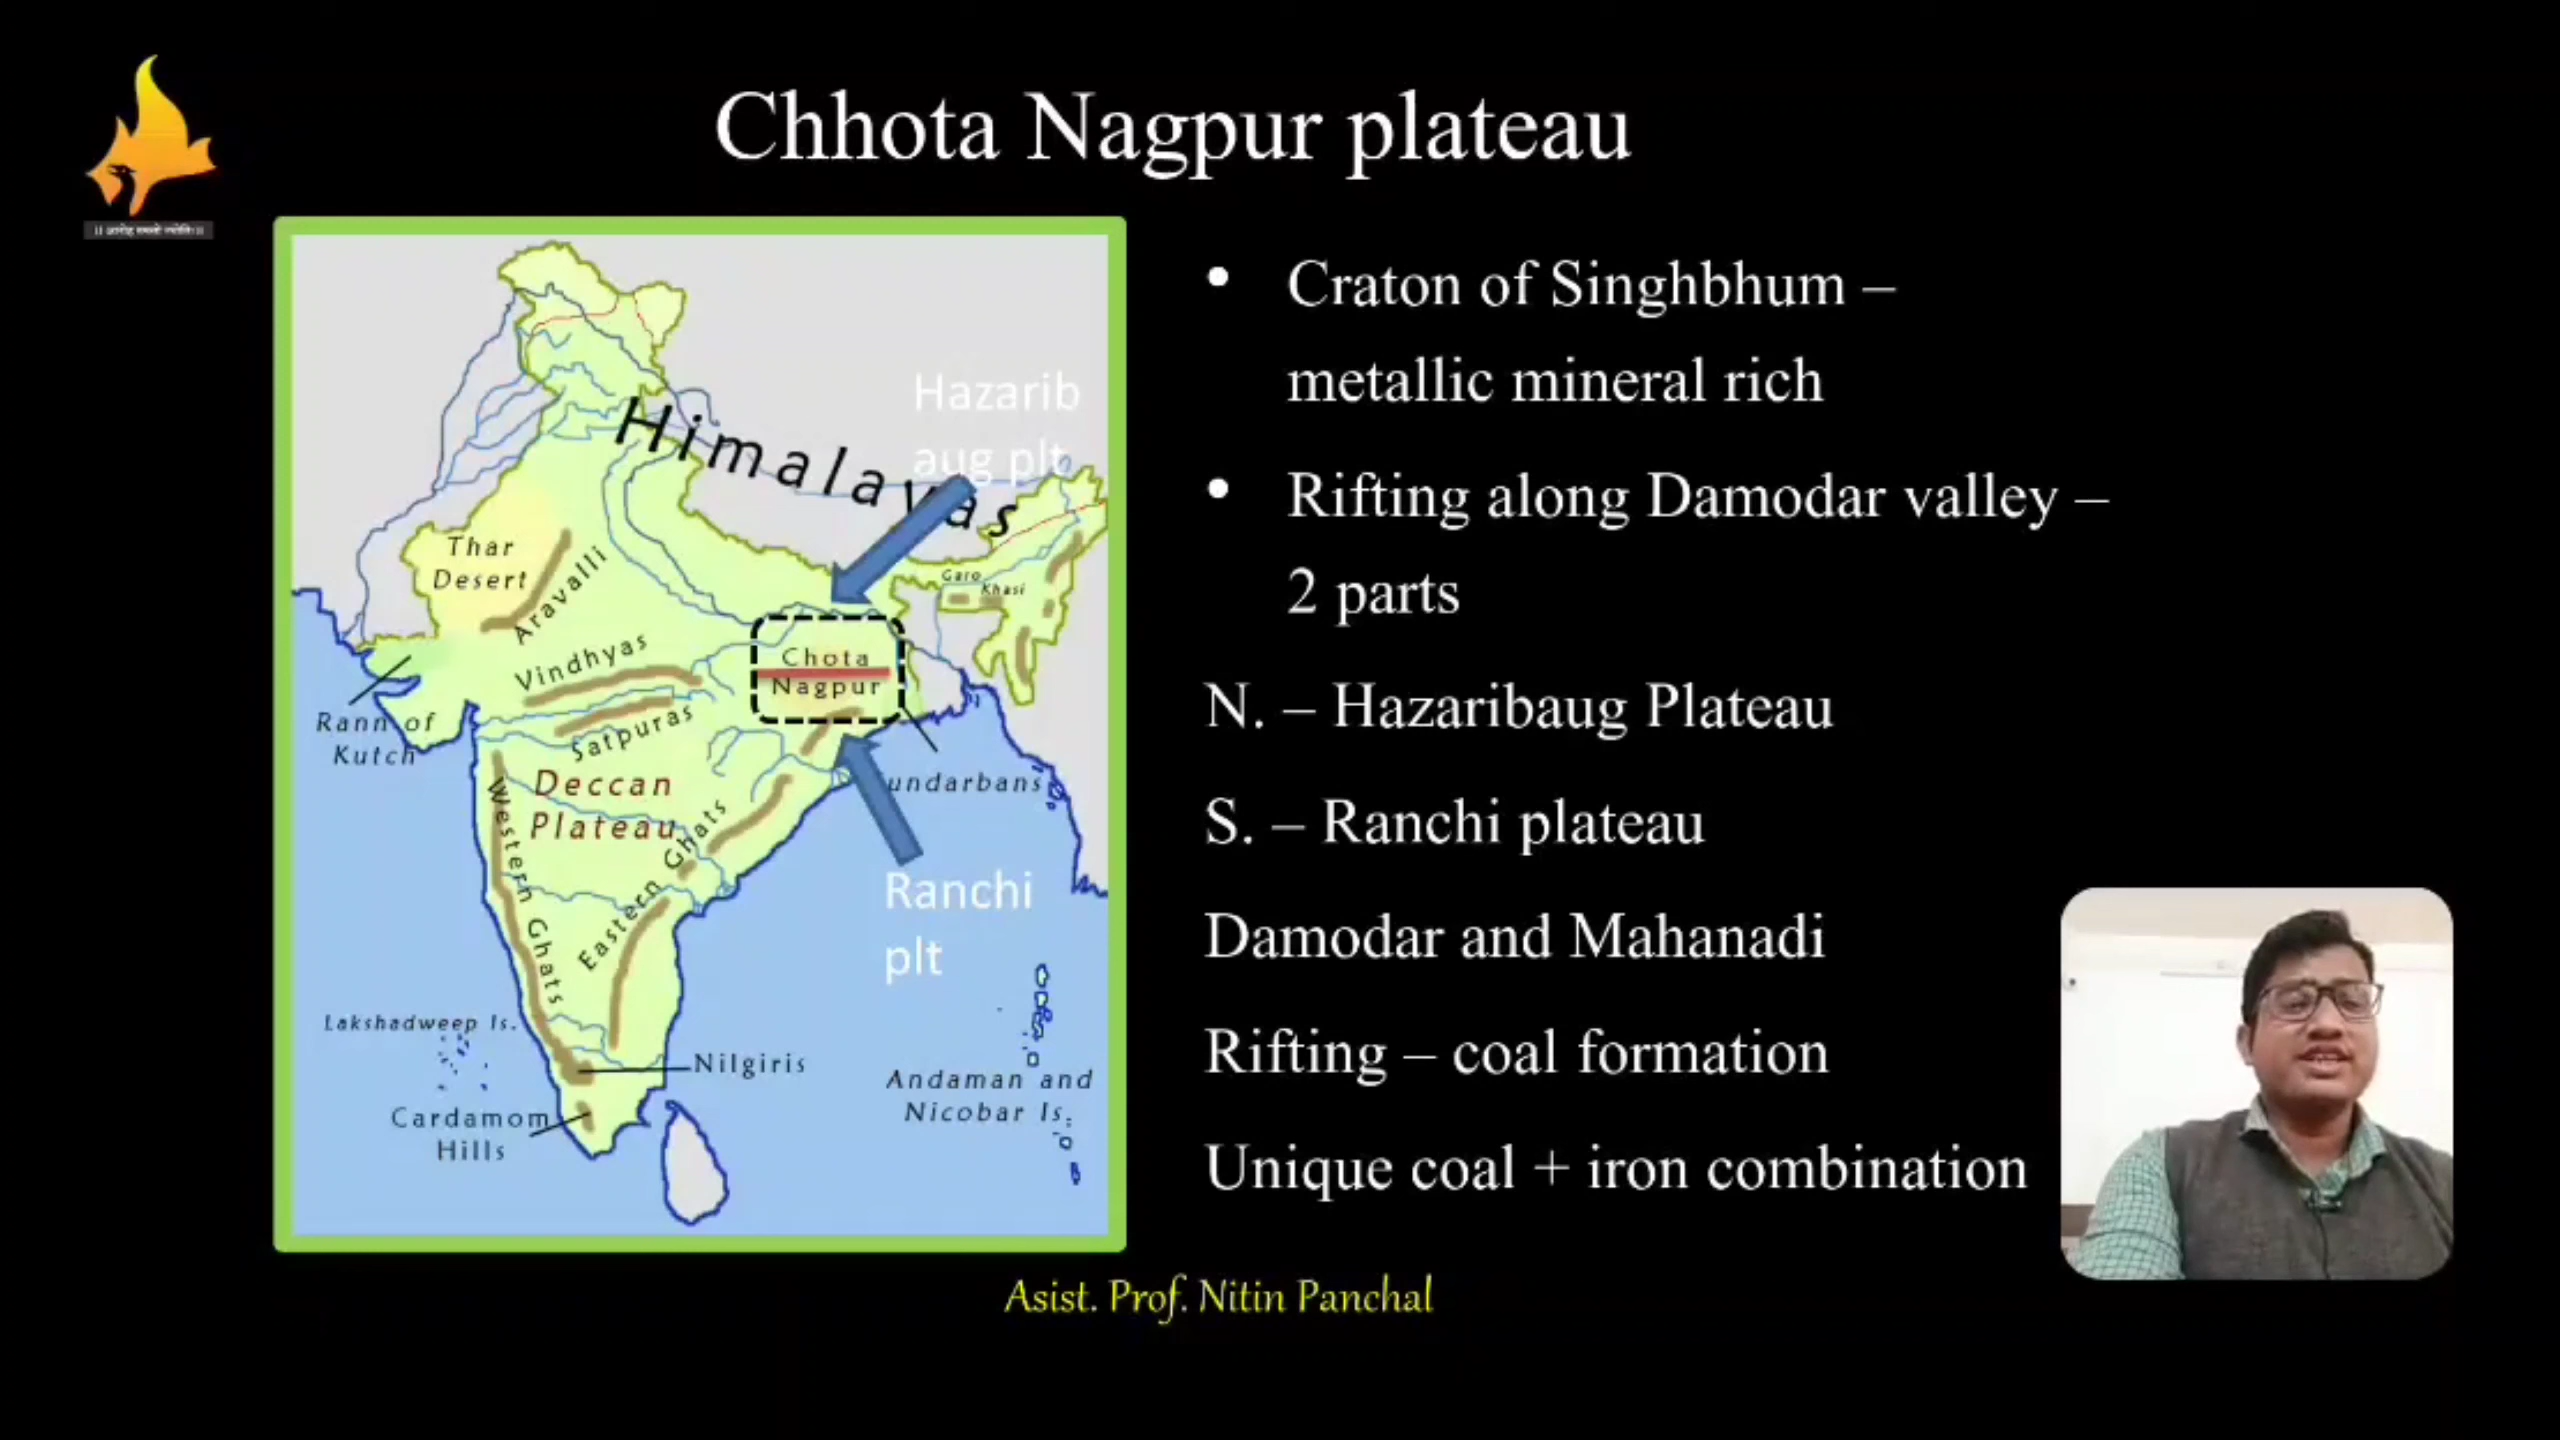 Chhota Nagpur plateau
• Craton of Singhbhum –
metallic mineral rich
• Rifting along Damodar valley –
2 parts
N. – Hazaribaug Plateau
S. – Ranchi plateau
Damodar and Mahanadi
Rifting – coal formation
Unique coal + iron combination
Hazarib
aug plt
Himalayas
Thar
Desert
Aravalli
Garo
Khasi
Vindhyas
Chota
Nagpur
Rann of
Kutch
Satpuras
Deccan
Plateau
undarbans
Western Ghats
Eastern Ghats
Ranchi
plt
Lakshadweep Is.
Nilgiris
Andaman and
Nicobar Is.
Cardamom
Hills
Asist. Prof. Nitin Panchal